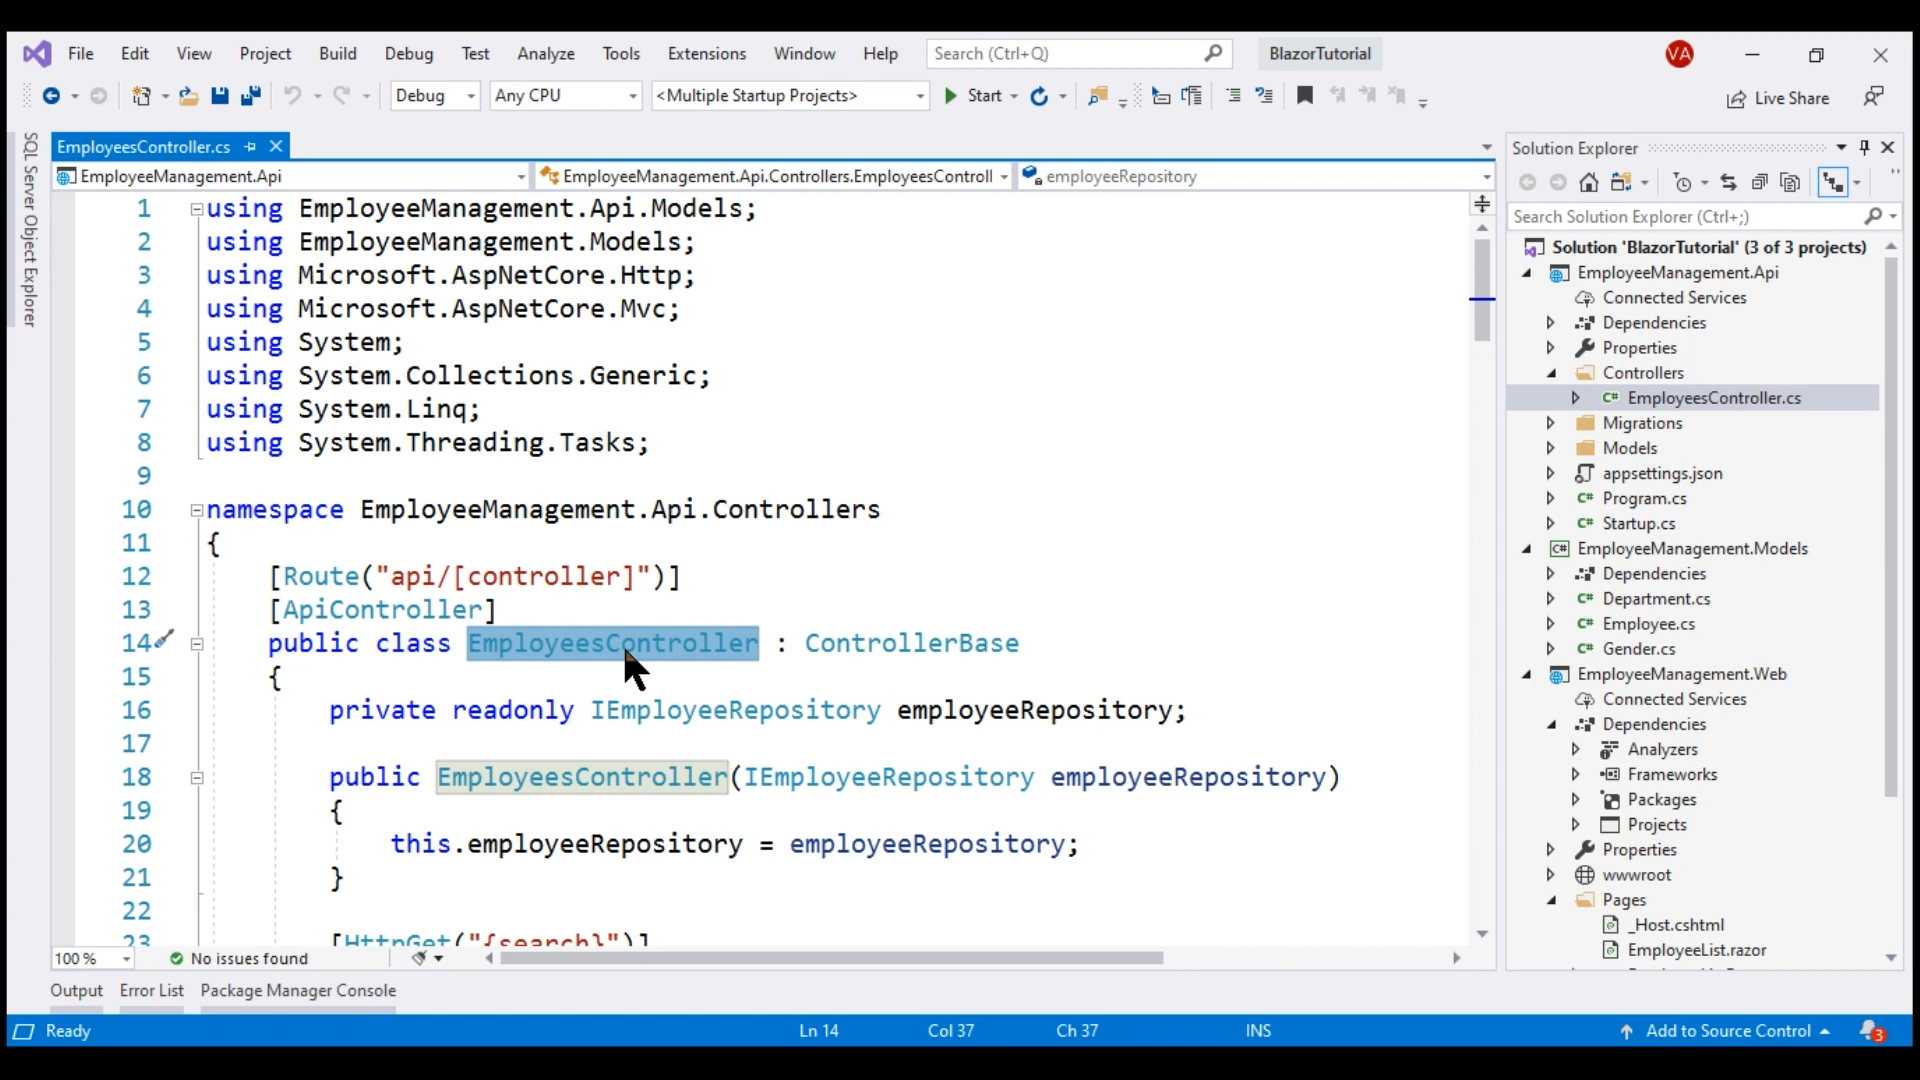 File Edit View Project Build Debug Test Analyze Tools Extensions Window Help Search (Ctrl+Q) BlazorTutorial VA
Debug Any CPU <Multiple Startup Projects> Start Live Share
SQL Server Object Explorer
EmployeesController.cs
EmployeeManagement.Api EmployeeManagement.Api.Controllers.EmployeesControll employeeRepository
1 using EmployeeManagement.Api.Models;
2 using EmployeeManagement.Models;
3 using Microsoft.AspNetCore.Http;
4 using Microsoft.AspNetCore.Mvc;
5 using System;
6 using System.Collections.Generic;
7 using System.Linq;
8 using System.Threading.Tasks;
9
10 namespace EmployeeManagement.Api.Controllers
11 {
12 [Route("api/[controller]")]
13 [ApiController]
14 public class EmployeesController : ControllerBase
15 {
16 private readonly IEmployeeRepository employeeRepository;
17
18 public EmployeesController(IEmployeeRepository employeeRepository)
19 {
20 this.employeeRepository = employeeRepository;
21 }
22
23 [HttpGet("{search}")]
100 % No issues found
Solution Explorer
Search Solution Explorer (Ctrl+;)
Solution 'BlazorTutorial' (3 of 3 projects)
EmployeeManagement.Api
Connected Services
Dependencies
Properties
Controllers
C# EmployeesController.cs
Migrations
Models
appsettings.json
C# Program.cs
C# Startup.cs
C# EmployeeManagement.Models
Dependencies
C# Department.cs
C# Employee.cs
C# Gender.cs
EmployeeManagement.Web
Connected Services
Dependencies
Analyzers
Frameworks
Packages
Projects
Properties
wwwroot
Pages
_Host.cshtml
EmployeeList.razor
Output Error List Package Manager Console
Ready Ln 14 Col 37 Ch 37 INS Add to Source Control 3